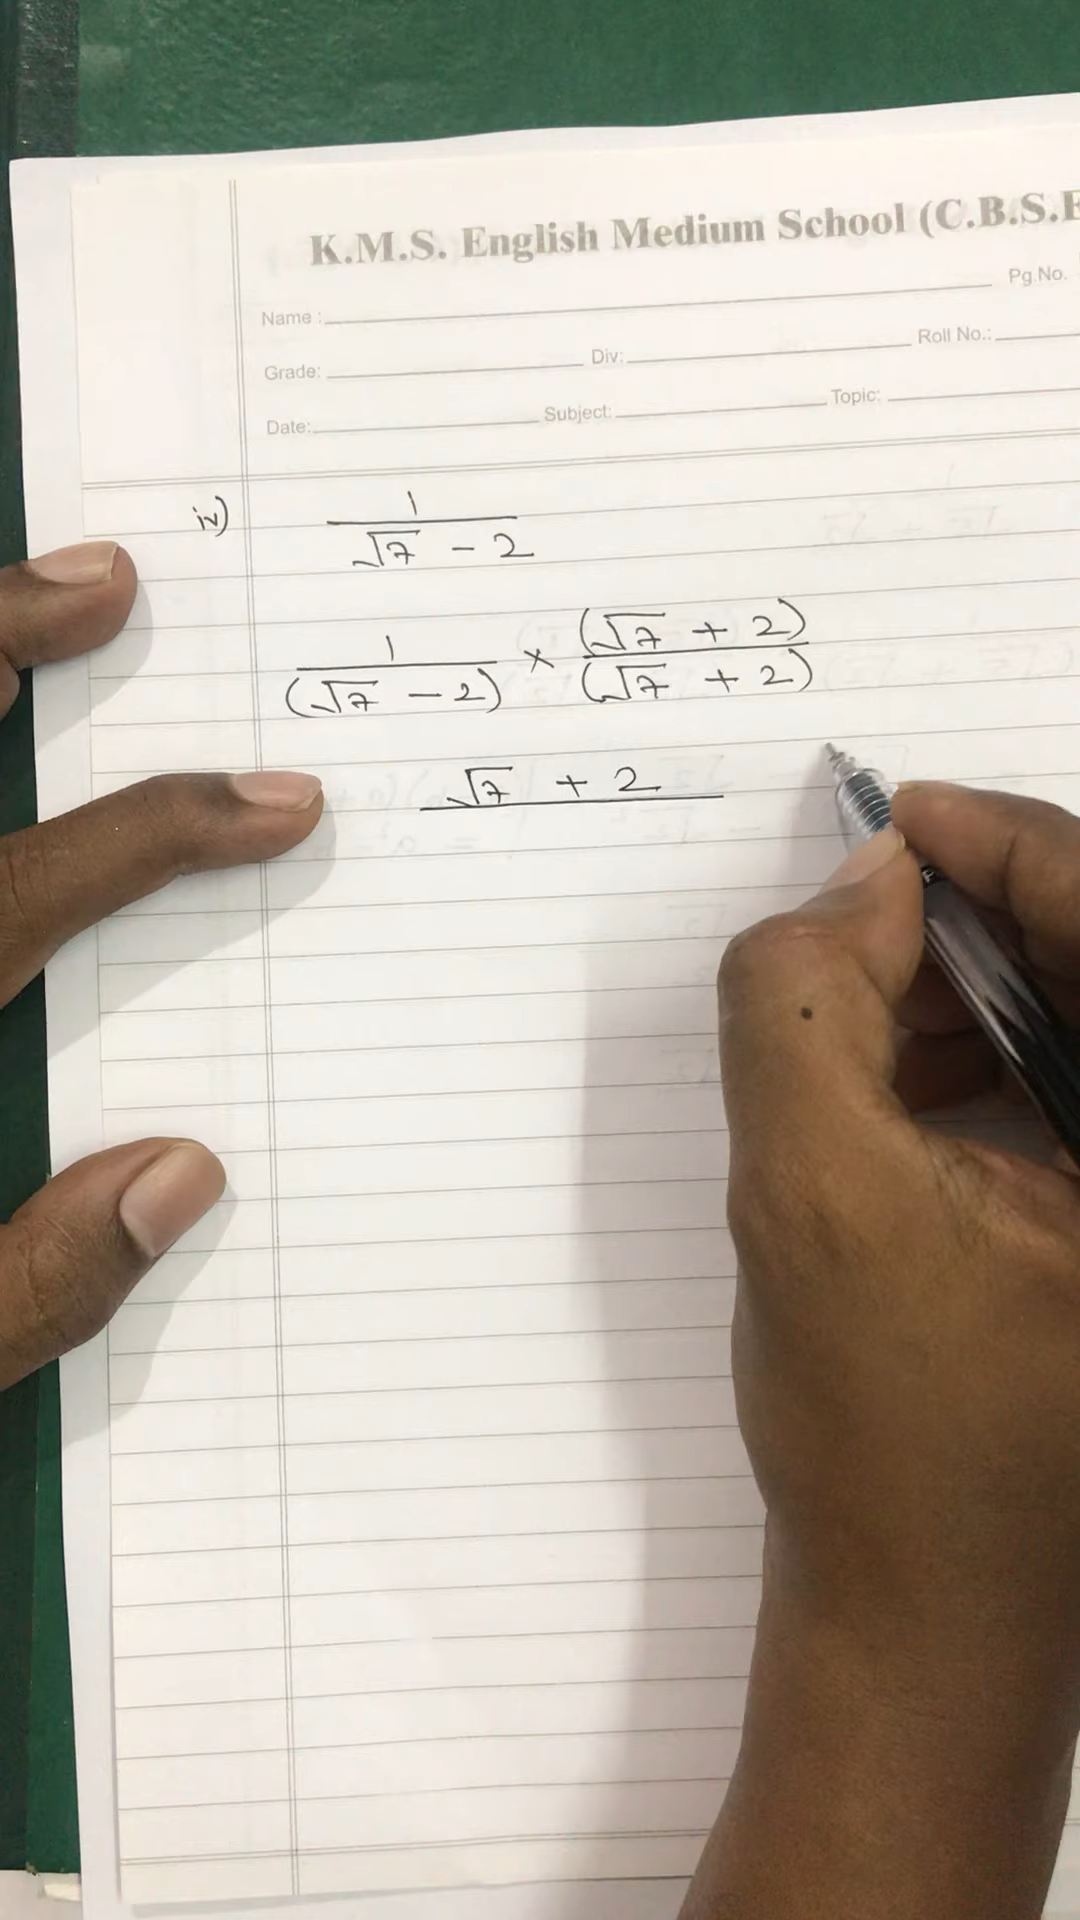 K.M.S. English Medium School (C.B.S.E
Pg.No.
Name :
Roll No.:
Grade: Div:
Date: Subject: Topic:
iv) 1
√7 - 2
1 × (√7 + 2)
(√7 - 2) (√7 + 2)
√7 + 2